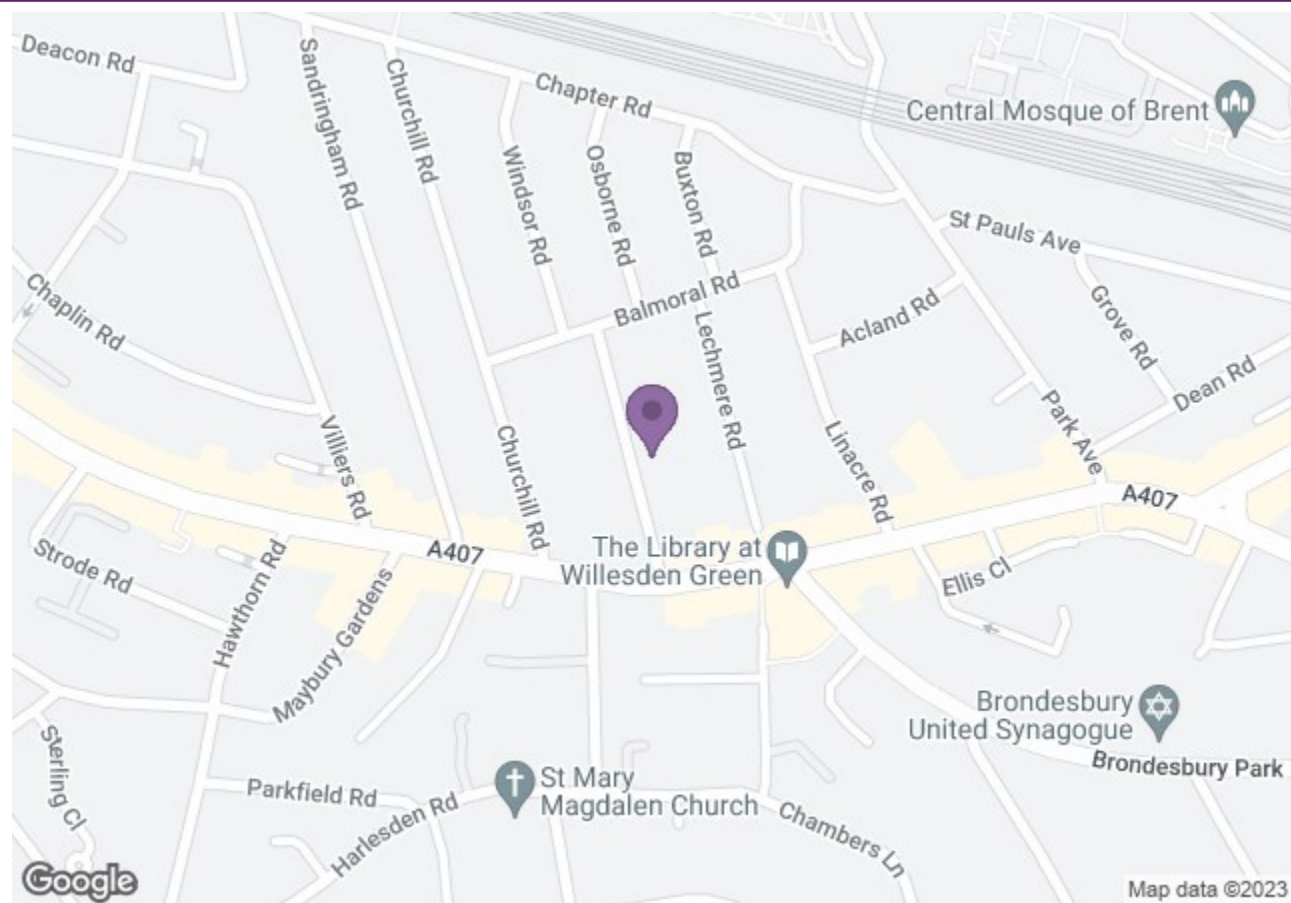 Deacon Rd
Sandringham Rd
Churchill Rd
Chapter Rd
Central Mosque of Brent
Windsor Rd
Osborne Rd
Buxton Rd
St Pauls Ave
Chaplin Rd
Balmoral Rd
Acland Rd
Grove Rd
Lechmere Rd
Dean Rd
Villiers Rd
Churchill Rd
Linacre Rd
Park Ave
A407
Strode Rd
Hawthorn Rd
A407
The Library at
Willesden Green
Ellis Cl
Maybury Gardens
Brondesbury
United Synagogue
Sterling Cl
Brondesbury Park
Parkfield Rd
St Mary
Magdalen Church
Harlesden Rd
Chambers Ln
Google
Map data ©2023